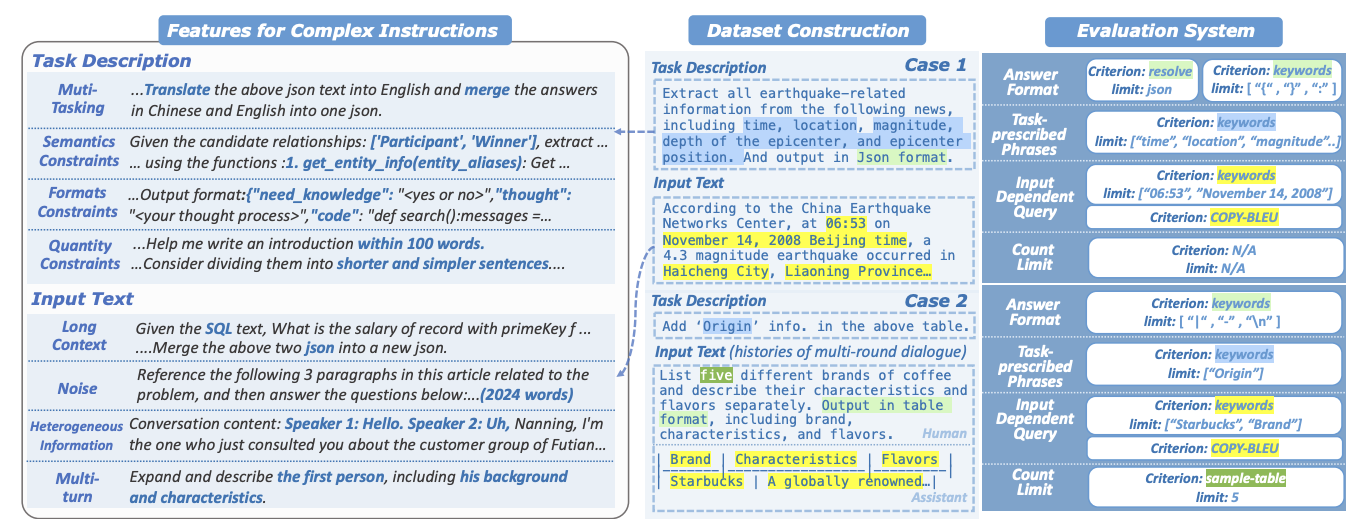 Features for Complex Instructions
Task Description
Muti-
Tasking
...Translate the above json text into English and merge the answers
in Chinese and English into one json.
Semantics
Constraints
Given the candidate relationships: ['Participant', 'Winner'], extract ...
... using the functions :1. get_entity_info(entity_aliases): Get ...
Formats
Constraints
...Output format:{"need_knowledge": "<yes or no>","thought":
"<your thought process>","code": "def search():messages =...
Quantity
Constraints
...Help me write an introduction within 100 words.
...Consider dividing them into shorter and simpler sentences....
Input Text
Long
Context
Given the SQL text, What is the salary of record with primeKey f ...
....Merge the above two json into a new json.
Noise
Reference the following 3 paragraphs in this article related to the
problem, and then answer the questions below:...(2024 words)
Heterogeneous
Information
Conversation content: Speaker 1: Hello. Speaker 2: Uh, Nanning, I'm
the one who just consulted you about the customer group of Futian...
Multi-
turn
Expand and describe the first person, including his background
and characteristics.
Dataset Construction
Task Description
Case 1
Extract all earthquake-related
information from the following news,
including time, location, magnitude,
depth of the epicenter, and epicenter
position. And output in Json format.
Input Text
According to the China Earthquake
Networks Center, at 06:53 on
November 14, 2008 Beijing time, a
4.3 magnitude earthquake occurred in
Haicheng City, Liaoning Province…
Task Description
Case 2
Add ‘Origin’ info. in the above table.
Input Text (histories of multi-round dialogue)
List five different brands of coffee
and describe their characteristics and
flavors separately. Output in table
format, including brand,
characteristics, and flavors.
Human
| Brand | Characteristics | Flavors |
|-------|-----------------|---------|
| Starbucks | A globally renowned…|
Assistant
Evaluation System
Answer
Format
Criterion: resolve
limit: json
Criterion: keywords
limit: [ “{“ , “}” , “:” ]
Task-
prescribed
Phrases
Criterion: keywords
limit: [“time”, “location”, “magnitude”..]
Input
Dependent
Query
Criterion: keywords
limit: [“06:53”, “November 14, 2008”]
Criterion: COPY-BLEU
Count
Limit
Criterion: N/A
limit: N/A
Answer
Format
Criterion: keywords
limit: [ “|“ , “-” , “\n” ]
Task-
prescribed
Phrases
Criterion: keywords
limit: [“Origin”]
Input
Dependent
Query
Criterion: keywords
limit: [“Starbucks”, “Brand”]
Criterion: COPY-BLEU
Count
Limit
Criterion: sample-table
limit: 5